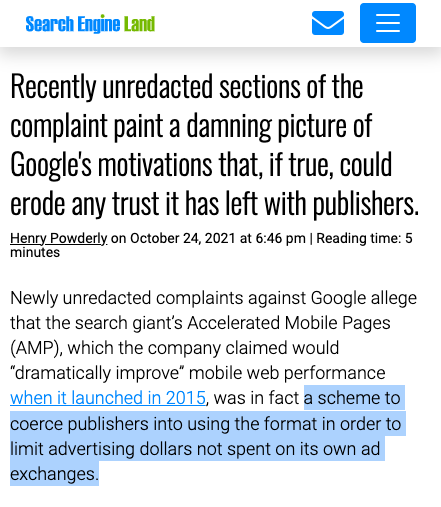 Search Engine Land
Recently unredacted sections of the
complaint paint a damning picture of
Google's motivations that, if true, could
erode any trust it has left with publishers.
Henry Powderly on October 24, 2021 at 6:46 pm | Reading time: 5
minutes
Newly unredacted complaints against Google allege
that the search giant’s Accelerated Mobile Pages
(AMP), which the company claimed would
“dramatically improve” mobile web performance
when it launched in 2015, was in fact a scheme to
coerce publishers into using the format in order to
limit advertising dollars not spent on its own ad
exchanges.